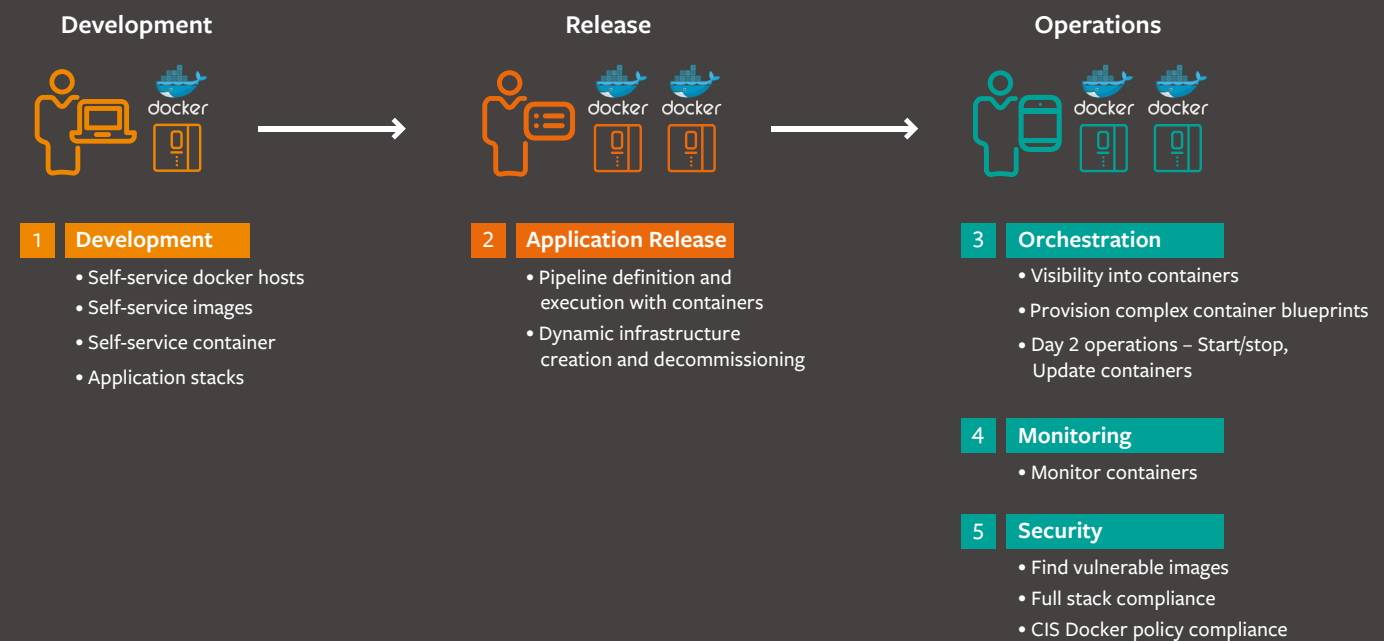 Development
docker
Release
docker docker
Operations
docker docker
1 Development
• Self-service docker hosts
• Self-service images
• Self-service container
• Application stacks
2 Application Release
• Pipeline definition and
execution with containers
• Dynamic infrastructure
creation and decommissioning
3 Orchestration
• Visibility into containers
• Provision complex container blueprints
• Day 2 operations – Start/stop,
Update containers
4 Monitoring
• Monitor containers
5 Security
• Find vulnerable images
• Full stack compliance
• CIS Docker policy compliance